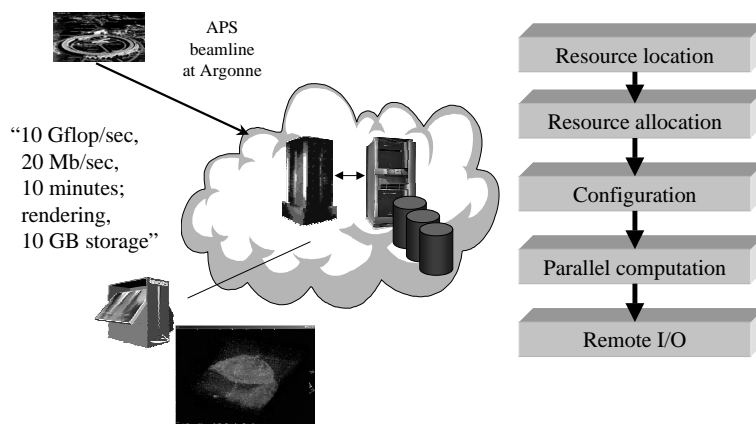 APS
beamline
at Argonne
“10 Gflop/sec,
20 Mb/sec,
10 minutes;
rendering,
10 GB storage”
Resource location
Resource allocation
Configuration
Parallel computation
Remote I/O